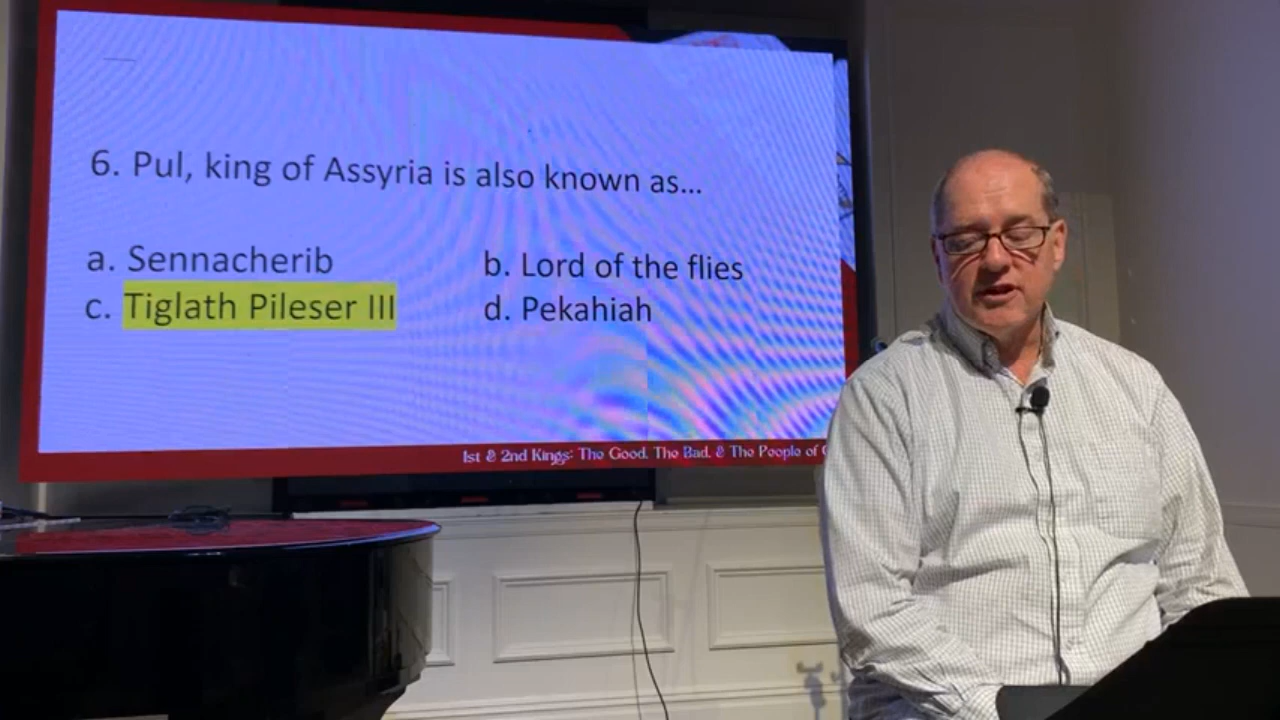 6. Pul, king of Assyria is also known as...
a. Sennacherib b. Lord of the flies
c. Tiglath Pileser III d. Pekahiah
1st & 2nd Kings: The Good, The Bad, & The People of